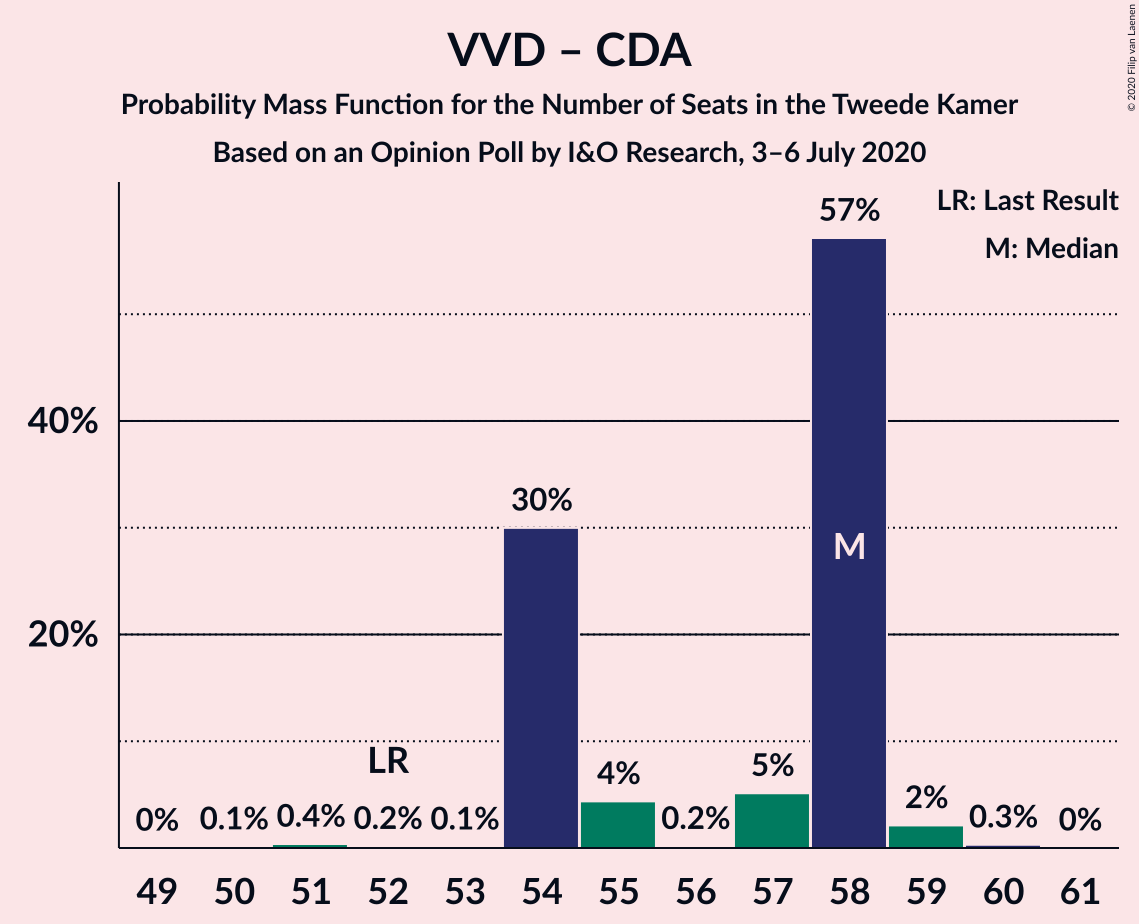 VVD – CDA
Probability Mass Function for the Number of Seats in the Tweede Kamer
Based on an Opinion Poll by I&O Research, 3–6 July 2020
© 2020 Filip van Laenen
LR: Last Result
M: Median
57%
40%
30%
M
20%
LR
0%
0.1%
0.4%
0.2%
0.1%
4%
0.2%
5%
2%
0.3%
0%
49 50 51 52 53 54 55 56 57 58 59 60 61